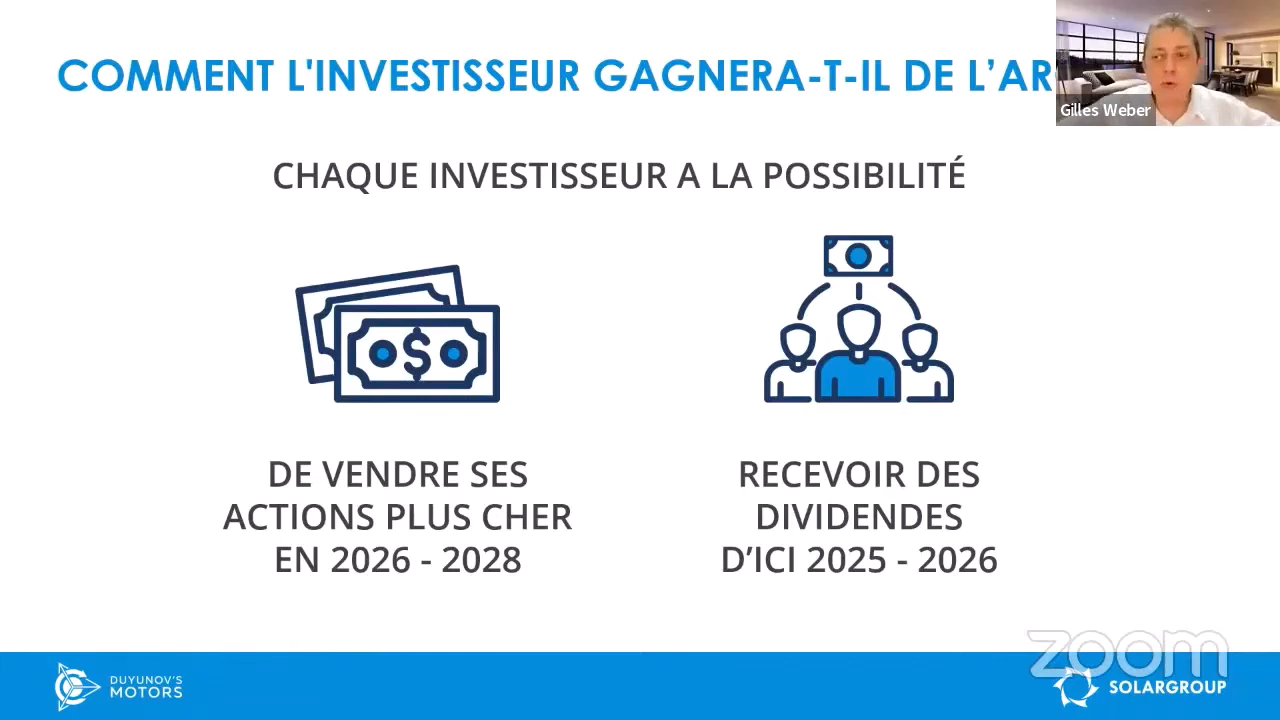 COMMENT L'INVESTISSEUR GAGNERA-T-IL DE L’AR
Gilles Weber
CHAQUE INVESTISSEUR A LA POSSIBILITÉ
$
DE VENDRE SES
ACTIONS PLUS CHER
EN 2026 - 2028
RECEVOIR DES
DIVIDENDES
D’ICI 2025 - 2026
zoom
DUYUNOV'S
MOTORS
SOLARGROUP